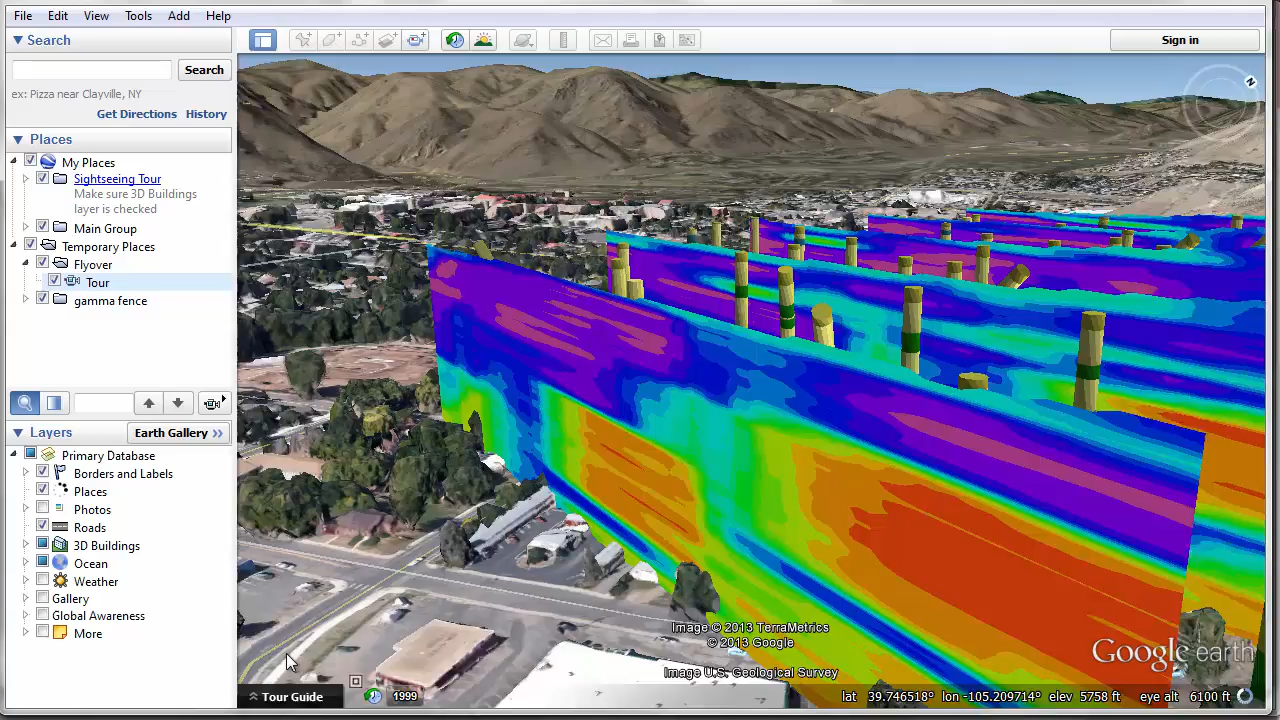 File Edit View Tools Add Help
Search
Search
ex: Pizza near Clayville, NY
Get Directions History
Places
My Places
Sightseeing Tour
Make sure 3D Buildings
layer is checked
Main Group
Temporary Places
Flyover
Tour
gamma fence
Layers
Earth Gallery >>
Primary Database
Borders and Labels
Places
Photos
Roads
3D Buildings
Ocean
Weather
Gallery
Global Awareness
More
Sign in
N
Image © 2013 TerraMetrics
© 2013 Google
Image U.S. Geological Survey
Google earth
Tour Guide
1999
lat 39.746518° lon -105.209714° elev 5758 ft eye alt 6100 ft